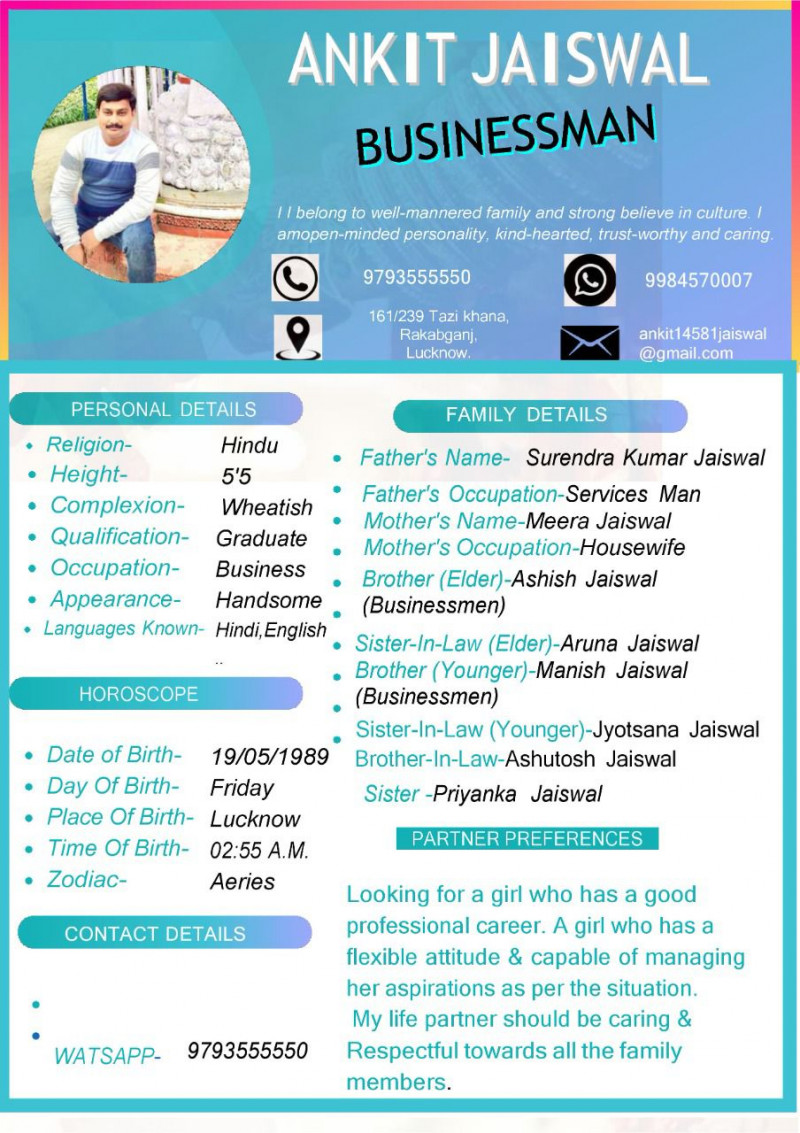 ANKIT JAISWAL
BUSINESSMAN
I I belong to well-mannered family and strong believe in culture. I
amopen-minded personality, kind-hearted, trust-worthy and caring.
9793555550
9984570007
161/239 Tazi khana,
Rakabganj,
Lucknow.
ankit14581jaiswal
@gmail.com
PERSONAL DETAILS
Religion- Hindu
Height- 5'5
Complexion- Wheatish
Qualification- Graduate
Occupation- Business
Appearance- Handsome
Languages Known- Hindi,English
..
HOROSCOPE
Date of Birth- 19/05/1989
Day Of Birth- Friday
Place Of Birth- Lucknow
Time Of Birth- 02:55 A.M.
Zodiac- Aeries
CONTACT DETAILS
WATSAPP- 9793555550
FAMILY DETAILS
Father's Name- Surendra Kumar Jaiswal
Father's Occupation-Services Man
Mother's Name-Meera Jaiswal
Mother's Occupation-Housewife
Brother (Elder)-Ashish Jaiswal
(Businessmen)
Sister-In-Law (Elder)-Aruna Jaiswal
Brother (Younger)-Manish Jaiswal
(Businessmen)
Sister-In-Law (Younger)-Jyotsana Jaiswal
Brother-In-Law-Ashutosh Jaiswal
Sister -Priyanka Jaiswal
PARTNER PREFERENCES
Looking for a girl who has a good
professional career. A girl who has a
flexible attitude & capable of managing
her aspirations as per the situation.
My life partner should be caring &
Respectful towards all the family
members.